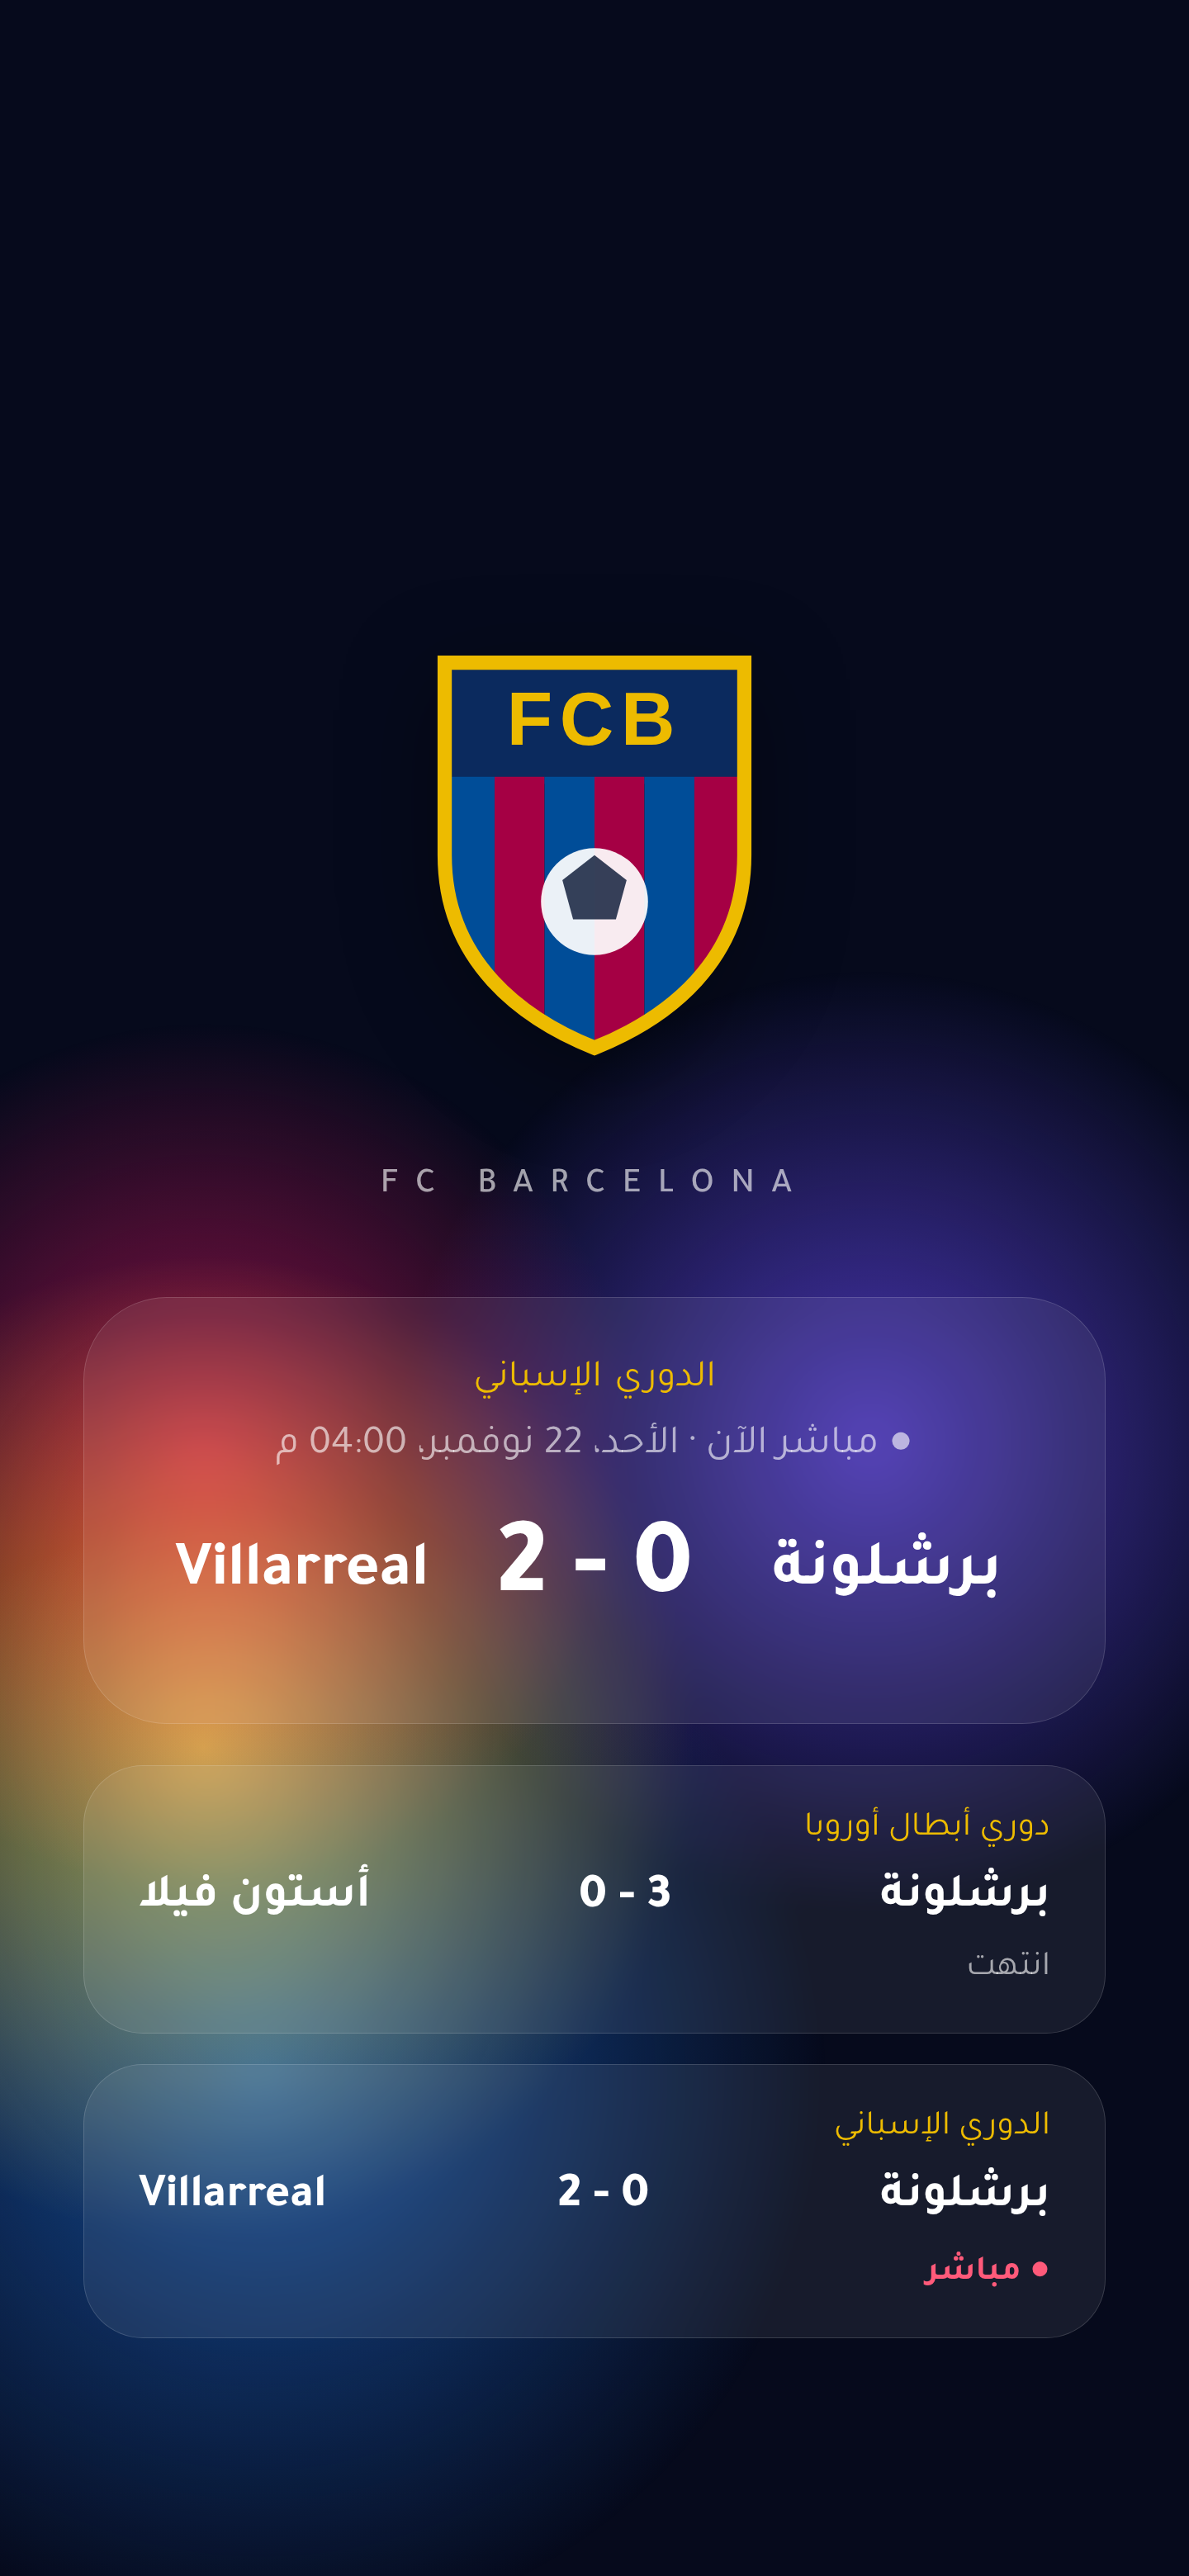 FCB
FC BARCELONA
الدوري الإسباني
● مباشر الآن · الأحد، 22 نوفمبر، 04:00 م
برشلونة 2 - 0 Villarreal
دوري أبطال أوروبا
برشلونة 0 - 3 أستون فيلا
انتهت
الدوري الإسباني
برشلونة 2 - 0 Villarreal
● مباشر